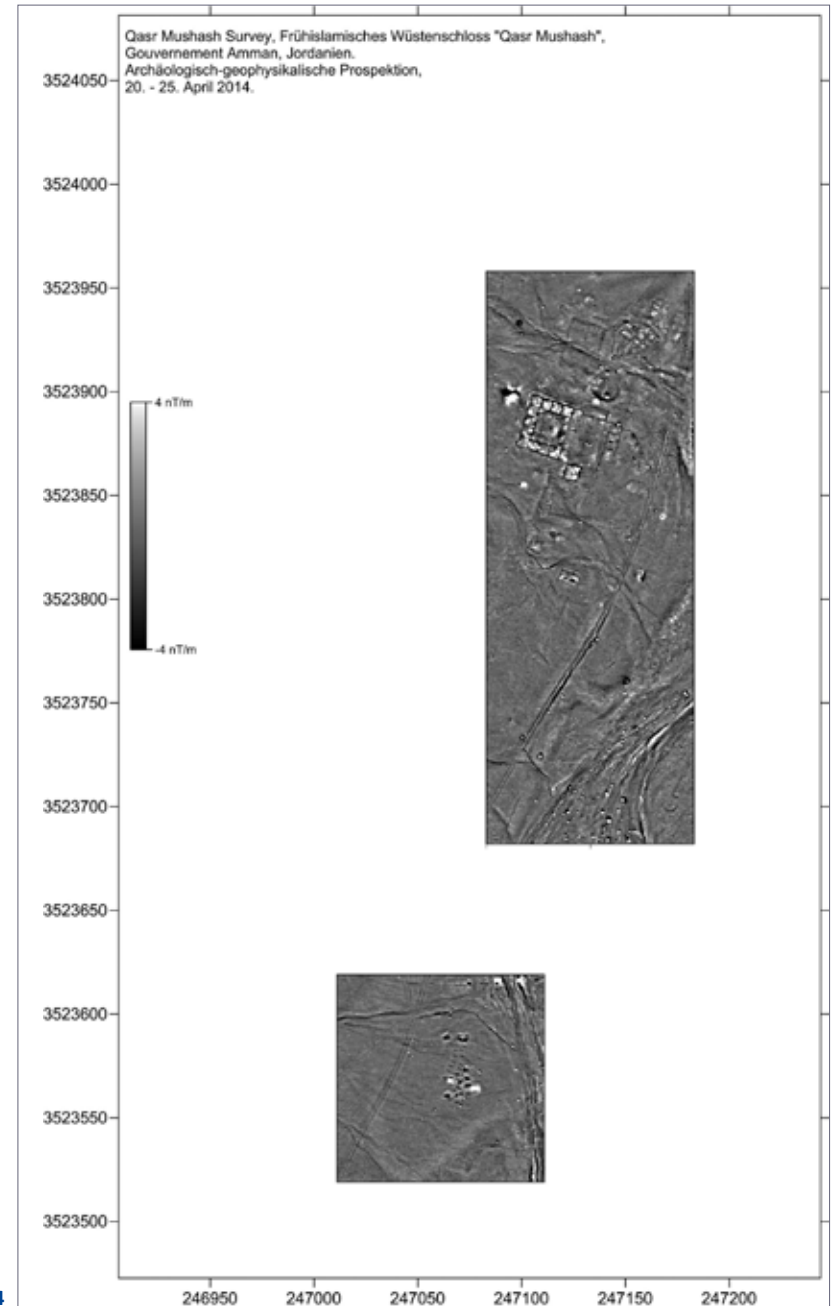 Qasr Mushash Survey, Frühislamisches Wüstenschloss "Qasr Mushash",
Gouvernement Amman, Jordanien.
Archäologisch-geophysikalische Prospektion,
20. - 25. April 2014.
3524050
3524000
3523950
3523900
4 nT/m
3523850
3523800
-4 nT/m
3523750
3523700
3523650
3523600
3523550
3523500
4
246950 247000 247050 247100 247150 247200